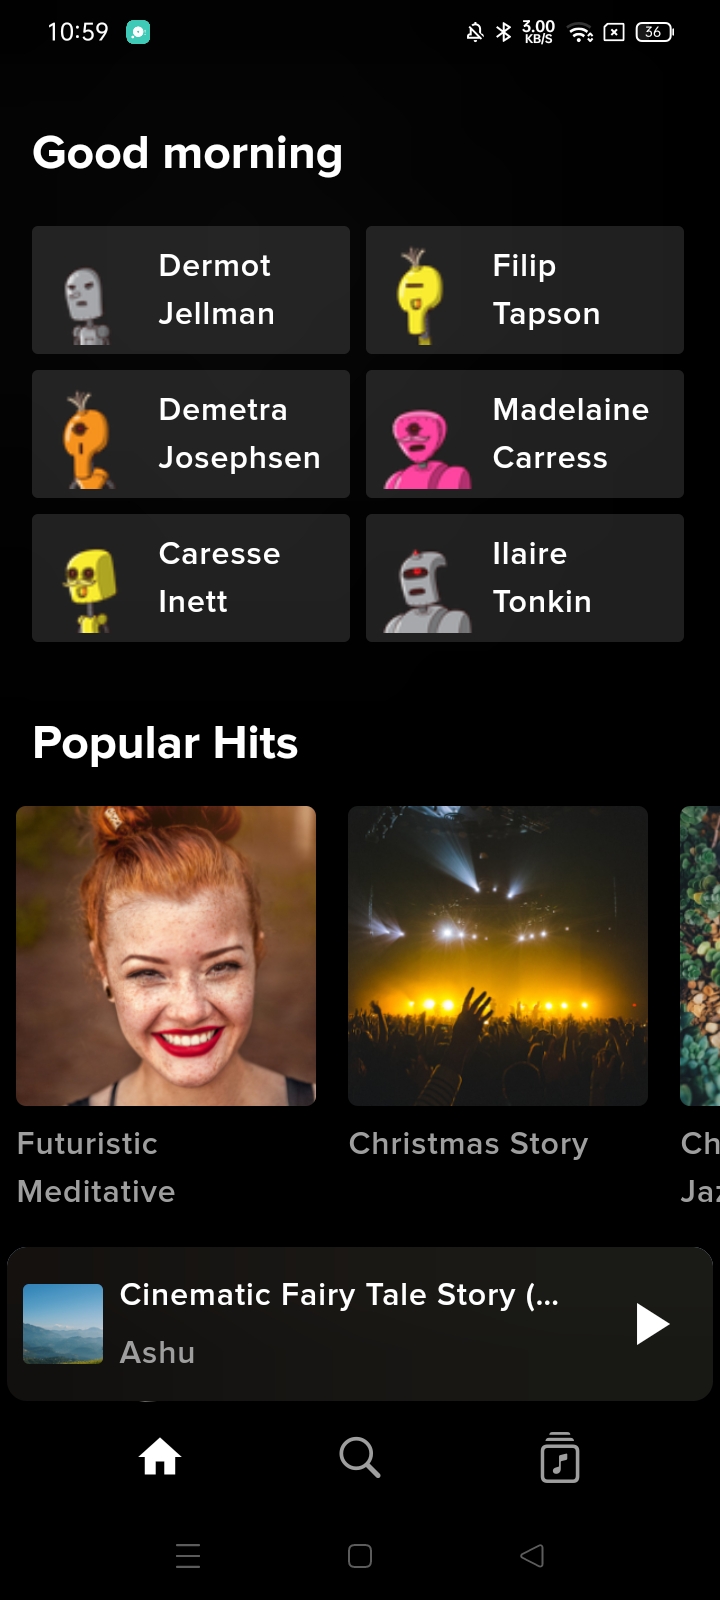 10:59
3.00
KB/S
36
Good morning
Dermot
Jellman
Filip
Tapson
Demetra
Josephsen
Madelaine
Carress
Caresse
Inett
Ilaire
Tonkin
Popular Hits
Futuristic
Meditative
Christmas Story
Ch
Jaz
Cinematic Fairy Tale Story (...
Ashu